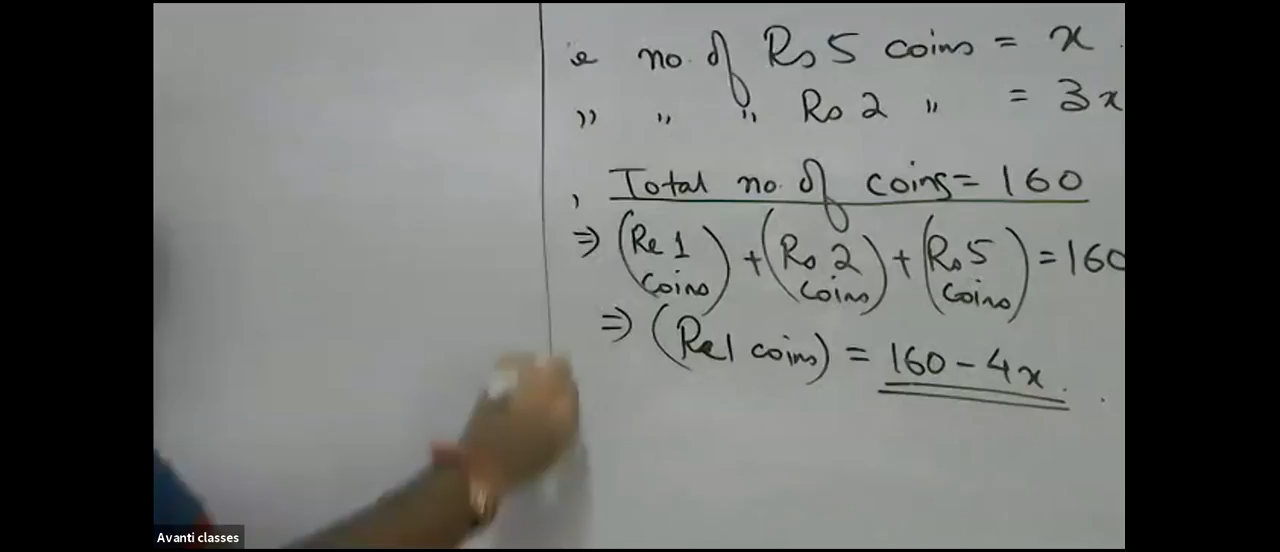 ie no. of Rs 5 coins = x
" " " Rs 2 " = 3x
, Total no. of coins = 160
⇒ (Re 1 coins) + (Rs 2 coins) + (Rs 5 coins) = 160
⇒ (Re 1 coins) = 160 - 4x.
Avanti classes